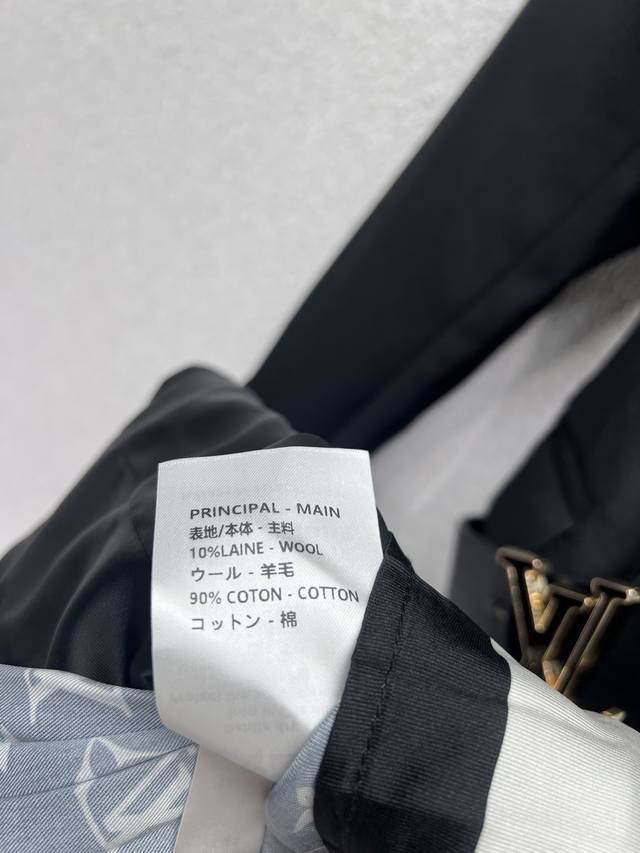 PRINCIPAL - MAIN
表地/本体 - 主料
10%LAINE - WOOL
ウール - 羊毛
90% COTON - COTTON
コットン - 棉
LV